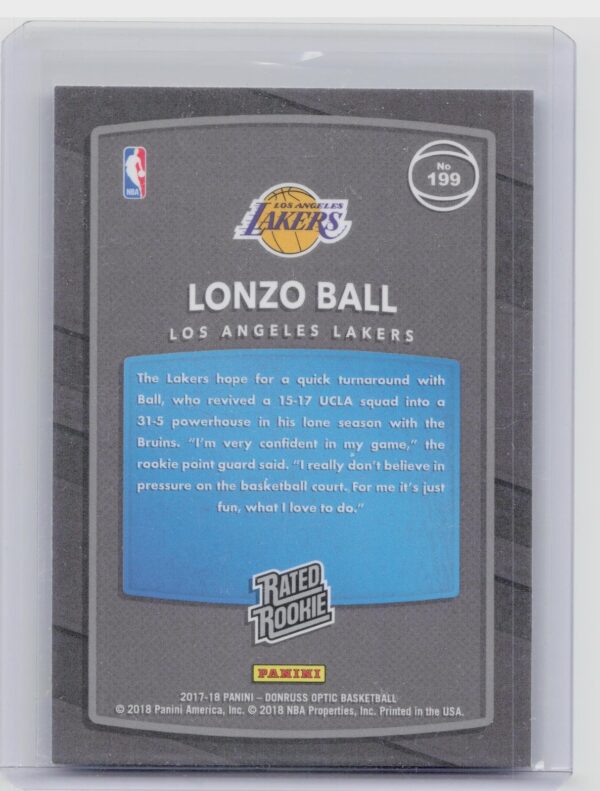 NBA
No
199
LOS ANGELES
LAKERS
LONZO BALL
LOS ANGELES LAKERS
The Lakers hope for a quick turnaround with
Ball, who revived a 15-17 UCLA squad into a
31-5 powerhouse in his lone season with the
Bruins. “I’m very confident in my game,” the
rookie point guard said. “I really don’t believe in
pressure on the basketball court. For me it’s just
fun, what I love to do.”
RATED
ROOKIE
PANINI
2017-18 PANINI – DONRUSS OPTIC BASKETBALL
© 2018 Panini America, Inc. © 2018 NBA Properties, Inc. Printed in the USA.